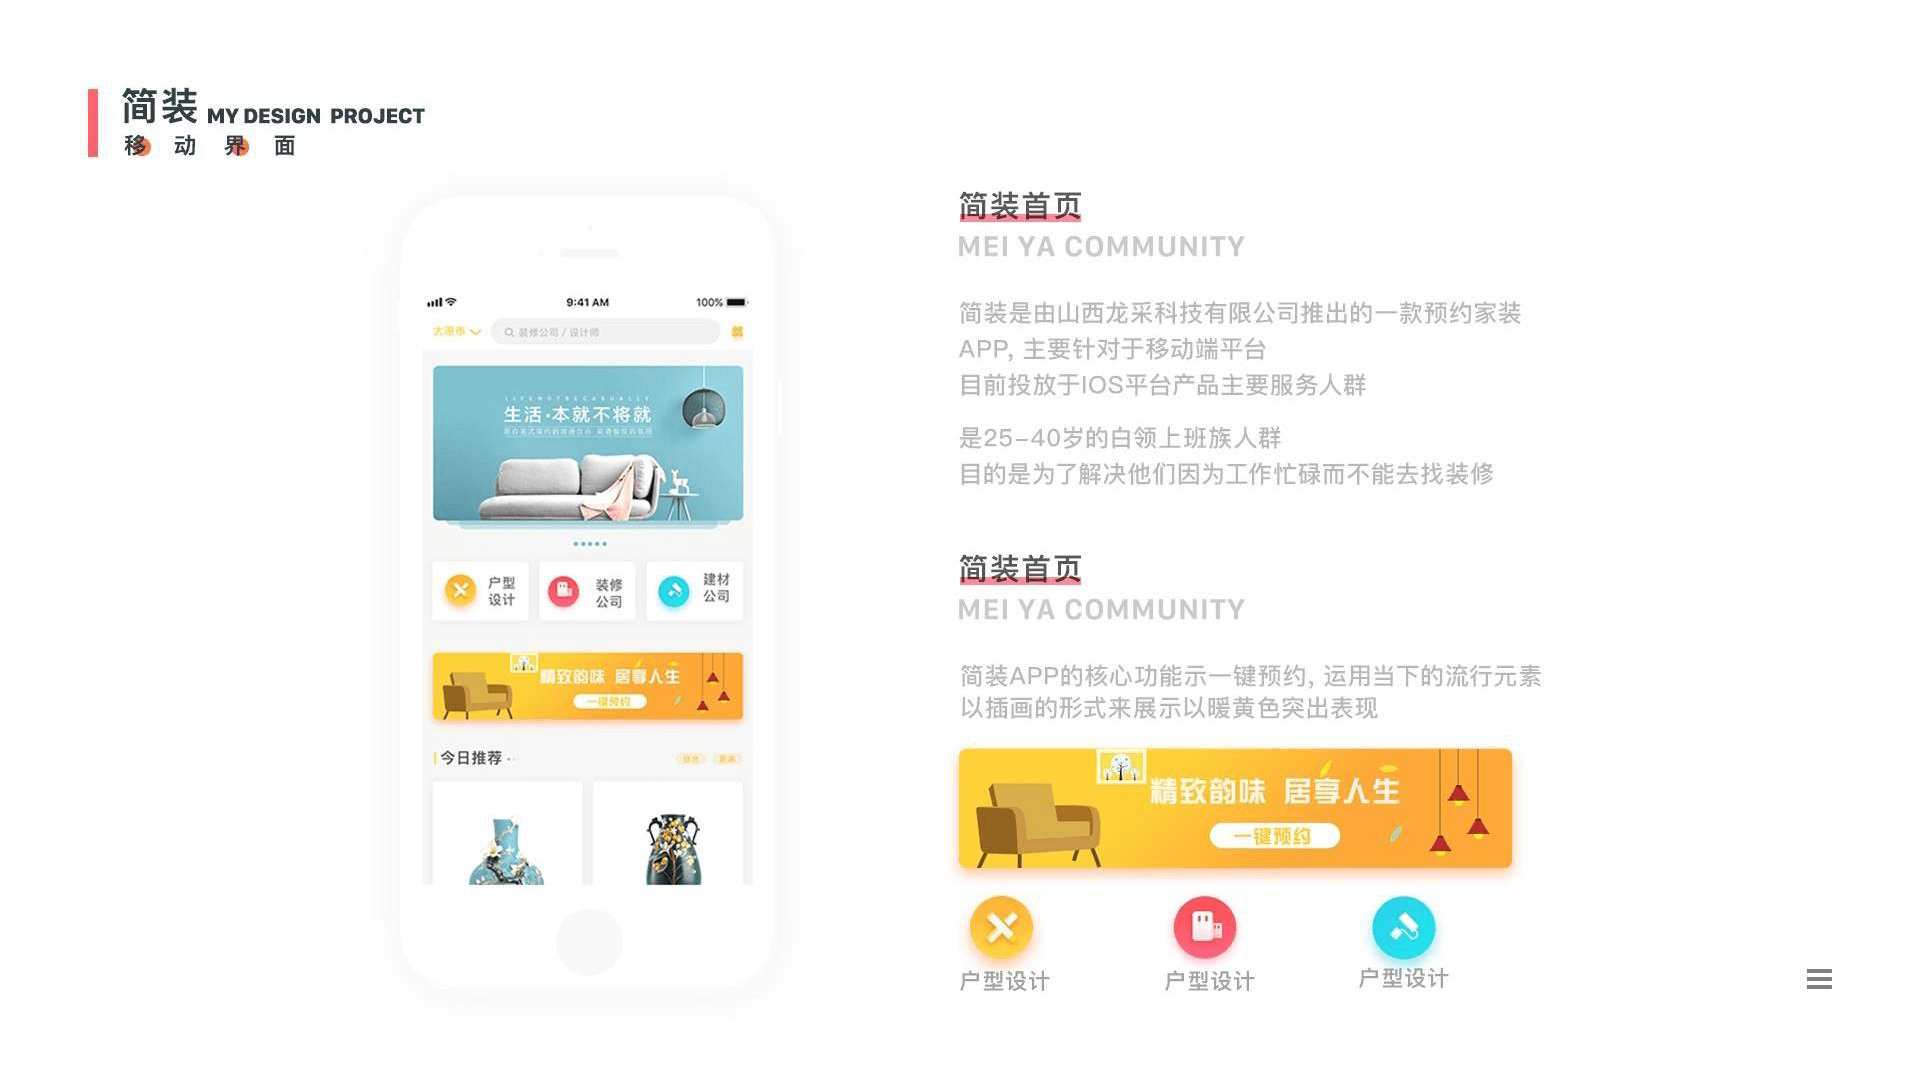 简装 MY DESIGN PROJECT
移动界面
9:41 AM
100%
太原市
装修公司 / 设计师
LIFENOTBECASUALLY
生活·本就不将就
户型
设计
装修
公司
建材
公司
精致韵味 居享人生
一键预约
今日推荐
综合
距离
简装首页
MEI YA COMMUNITY
简装是由山西龙采科技有限公司推出的一款预约家装
APP, 主要针对于移动端平台
目前投放于IOS平台产品主要服务人群
是25-40岁的白领上班族人群
目的是为了解决他们因为工作忙碌而不能去找装修
简装首页
MEI YA COMMUNITY
简装APP的核心功能示一键预约, 运用当下的流行元素
以插画的形式来展示以暖黄色突出表现
精致韵味 居享人生
一键预约
户型设计
户型设计
户型设计